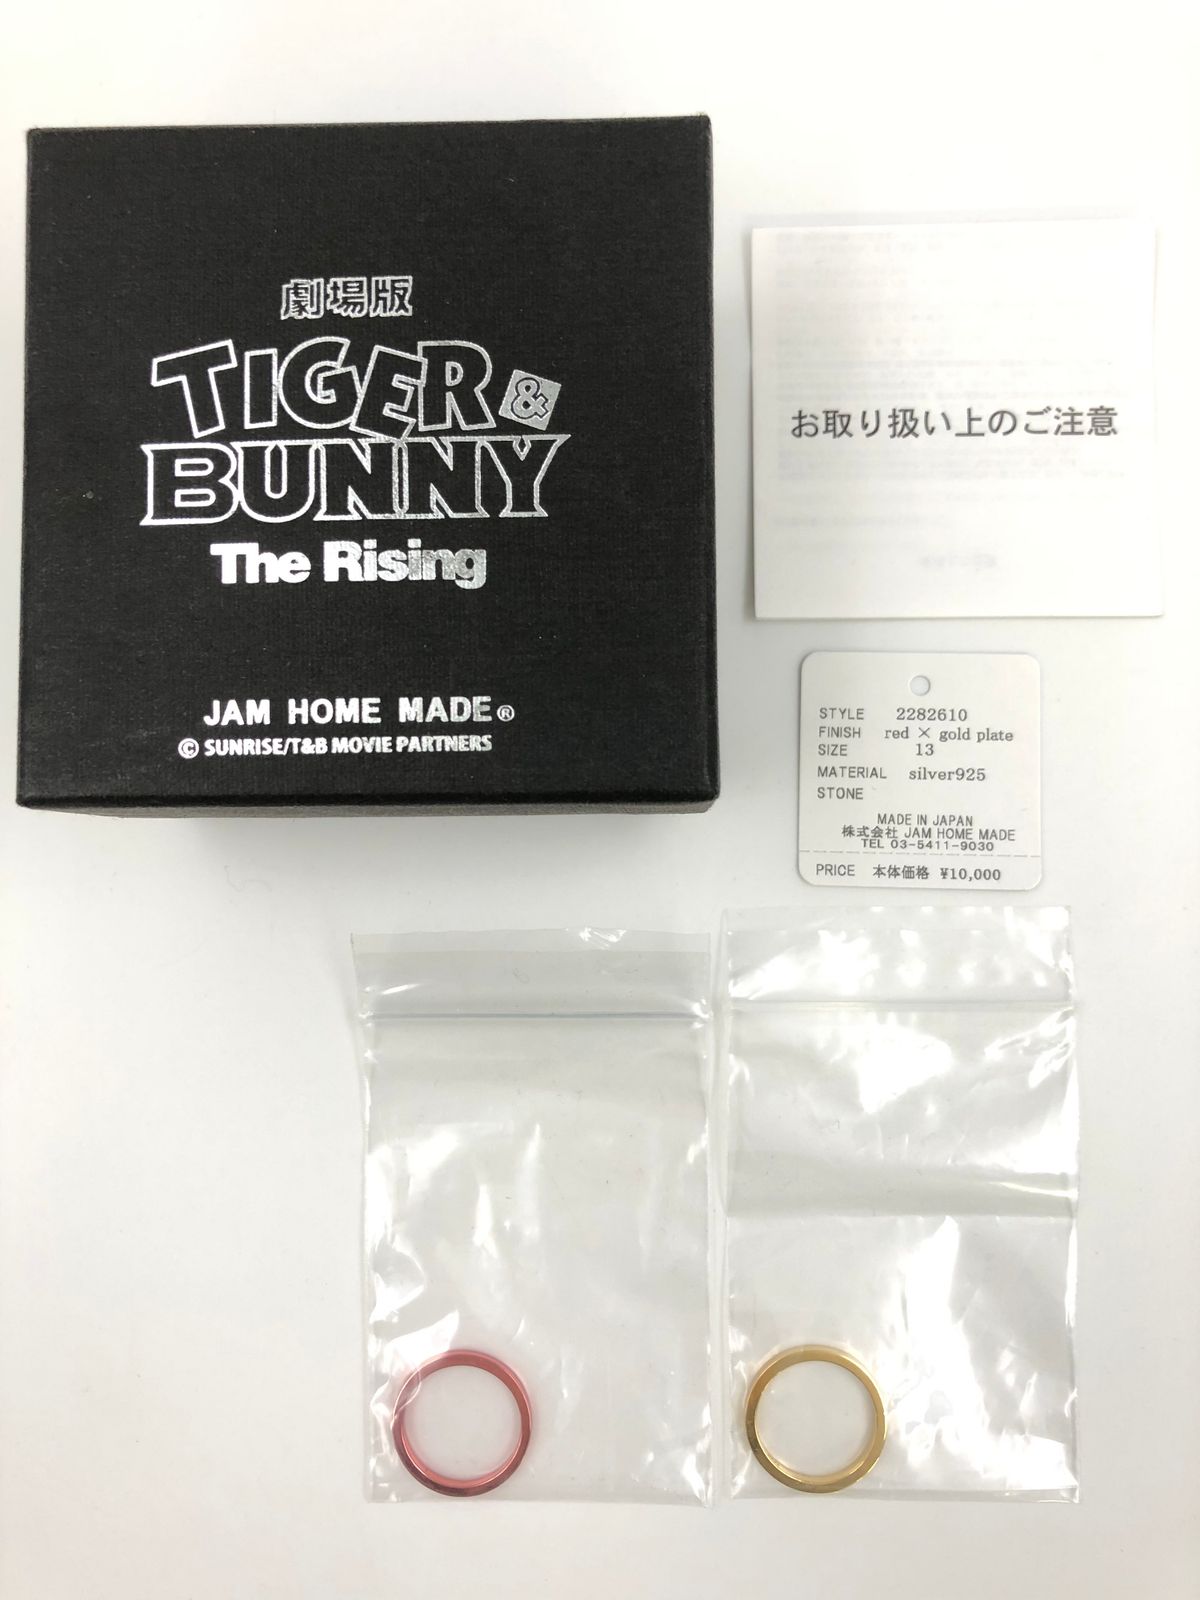 劇場版
TIGER &
BUNNY
The Rising
JAM HOME MADE®
© SUNRISE/T&B MOVIE PARTNERS
お取り扱い上のご注意
STYLE 2282610
FINISH red × gold plate
SIZE 13
MATERIAL silver925
STONE
MADE IN JAPAN
株式会社 JAM HOME MADE
TEL 03-5411-9030
PRICE 本体価格 ¥10,000